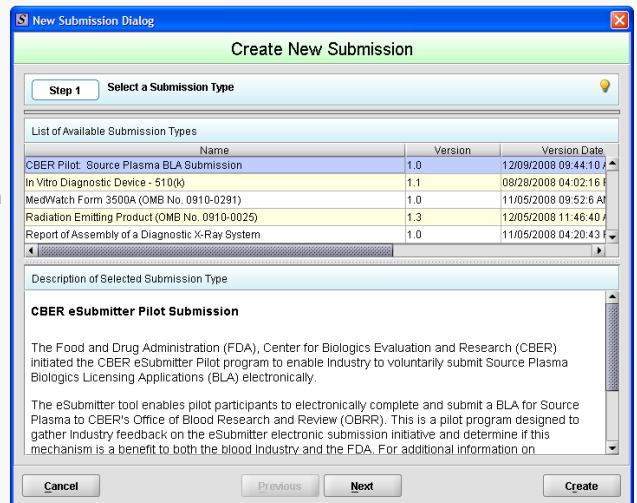 New Submission Dialog
Create New Submission
Step 1 Select a Submission Type
List of Available Submission Types
Name Version Version Date
CBER Pilot: Source Plasma BLA Submission 1.0 12/09/2008 09:44:10
In Vitro Diagnostic Device - 510(k) 1.1 08/28/2008 04:02:16
MedWatch Form 3500A (OMB No. 0910-0291) 1.0 11/05/2008 09:52:6
Radiation Emitting Product (OMB No. 0910-0025) 1.3 12/05/2008 11:46:40
Report of Assembly of a Diagnostic X-Ray System 1.0 11/05/2008 04:20:43
Description of Selected Submission Type
CBER eSubmitter Pilot Submission
The Food and Drug Administration (FDA), Center for Biologics Evaluation and Research (CBER)
initiated the CBER eSubmitter Pilot program to enable Industry to voluntarily submit Source Plasma
Biologics Licensing Applications (BLA) electronically.
The eSubmitter tool enables pilot participants to electronically complete and submit a BLA for Source
Plasma to CBER's Office of Blood Research and Review (OBRR). This is a pilot program designed to
gather Industry feedback on the eSubmitter electronic submission initiative and determine if this
mechanism is a benefit to both the blood Industry and the FDA. For additional information on
Cancel Previous Next Create